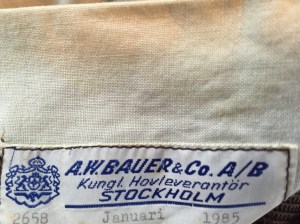 A.W. BAUER & Co. A/B
Kungl. Hovleverantör
STOCKHOLM
2658 Januari 1985